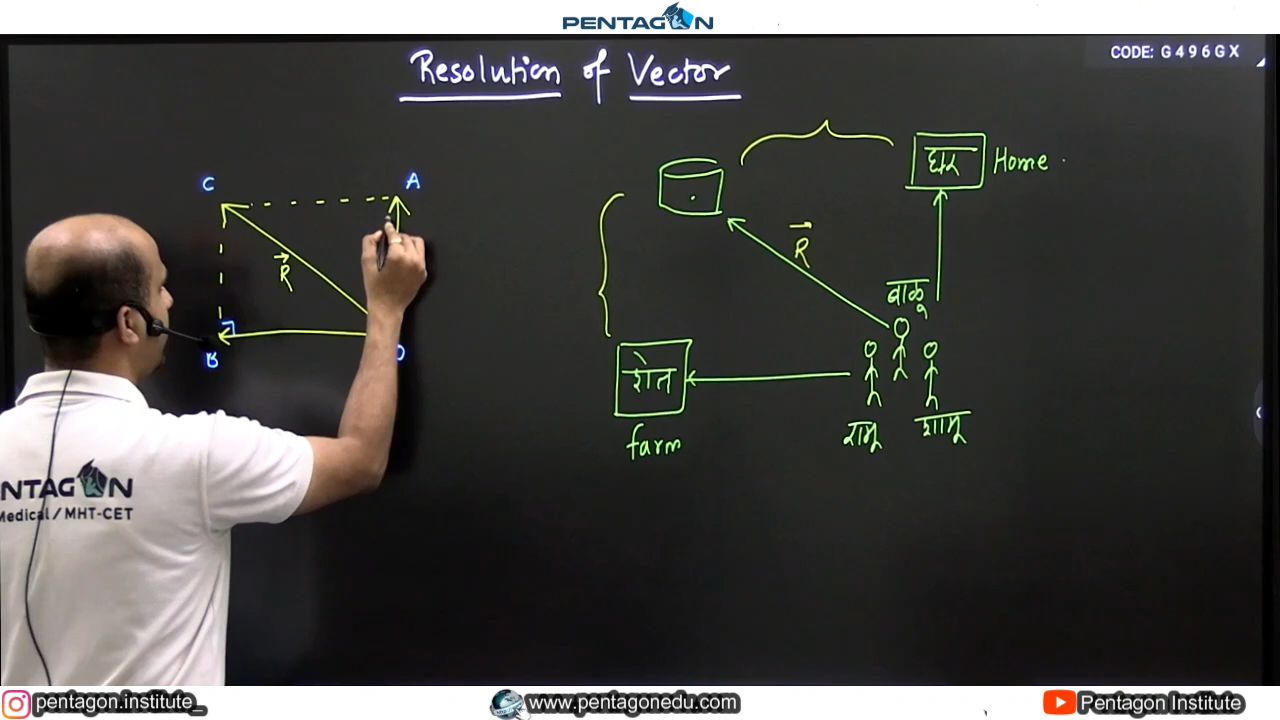 PENTAGON
CODE: G496GX
Resolution of Vector
C
A
R
B
O
घर
Home
R
बाळू
शेत
farm
रामू
शामू
NTAGON
Medical / MHT-CET
pentagon.institute_
www.pentagonedu.com
Pentagon Institute